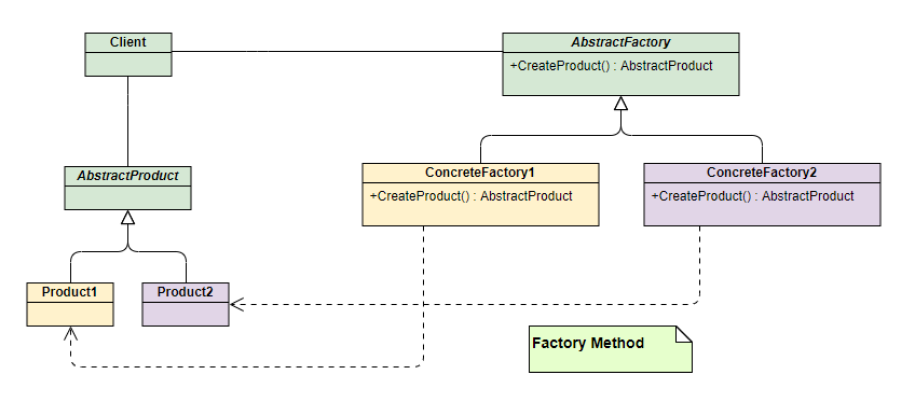 Client
AbstractFactory
+CreateProduct() : AbstractProduct
AbstractProduct
ConcreteFactory1
+CreateProduct() : AbstractProduct
ConcreteFactory2
+CreateProduct() : AbstractProduct
Product1
Product2
Factory Method